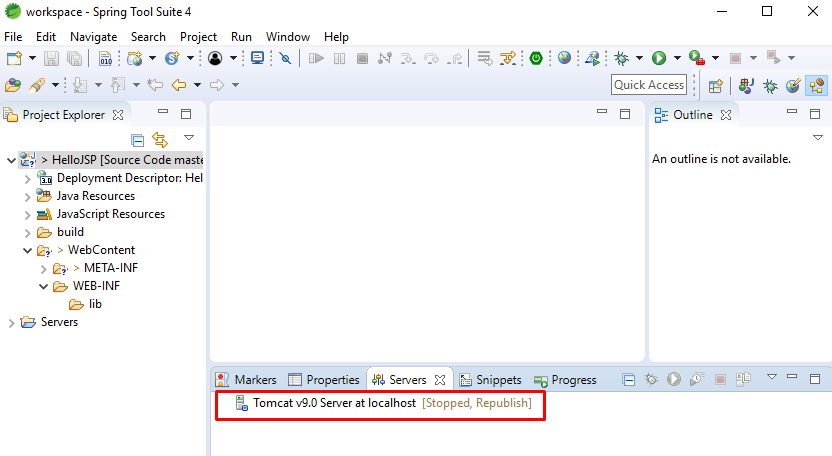 workspace - Spring Tool Suite 4
File Edit Navigate Search Project Run Window Help
Quick Access
Project Explorer
> HelloJSP [Source Code maste
Deployment Descriptor: Hel
Java Resources
JavaScript Resources
build
> WebContent
> META-INF
WEB-INF
lib
Servers
Outline
An outline is not available.
Markers Properties Servers Snippets Progress
Tomcat v9.0 Server at localhost [Stopped, Republish]